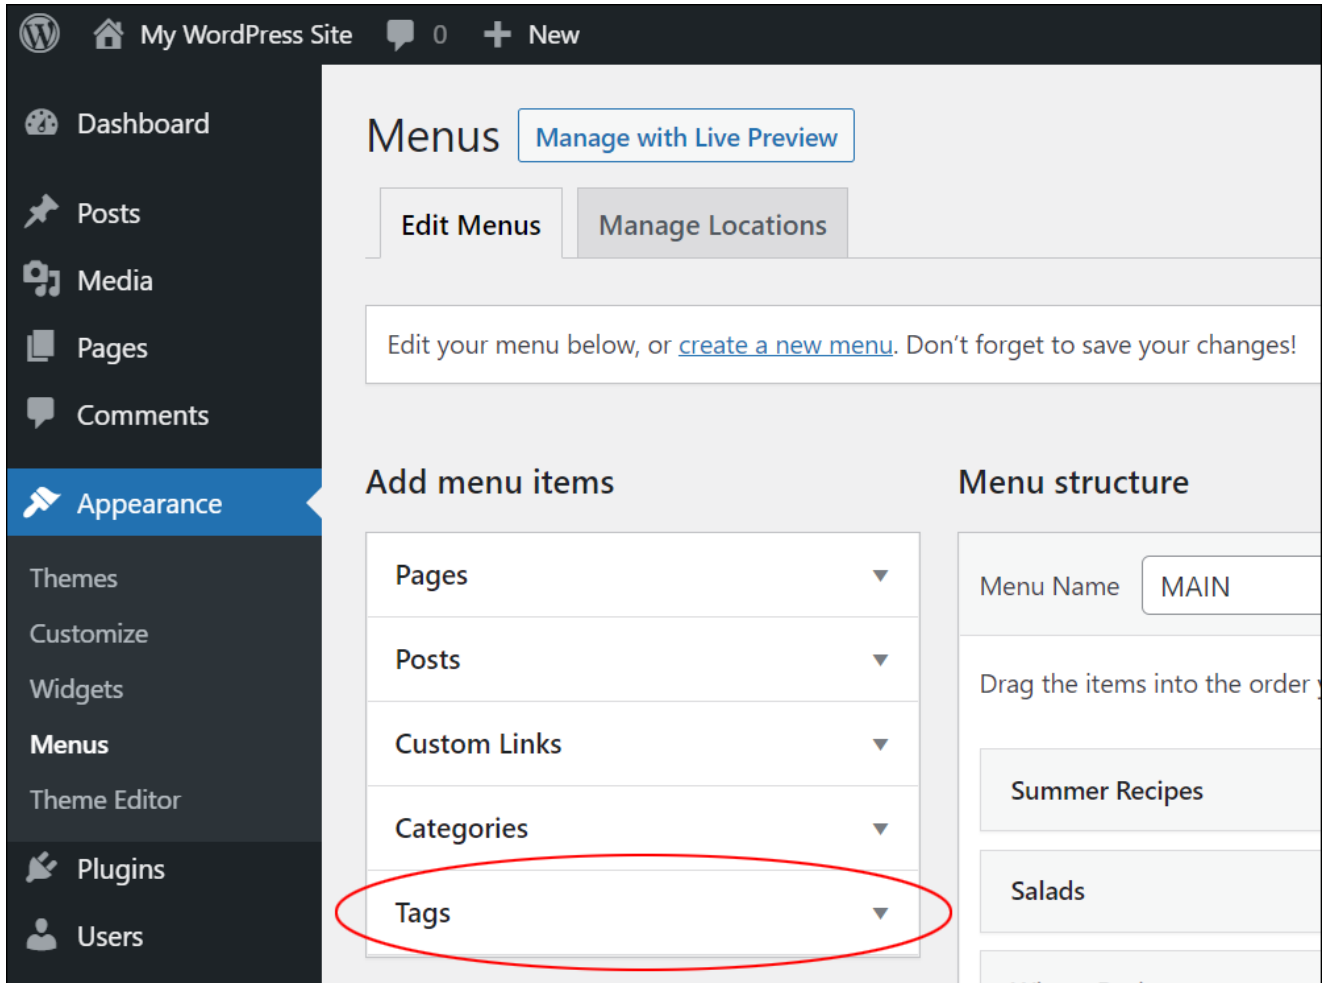 My WordPress Site 0 New
Dashboard
Posts
Media
Pages
Comments
Appearance
Themes
Customize
Widgets
Menus
Theme Editor
Plugins
Users
Menus Manage with Live Preview
Edit Menus Manage Locations
Edit your menu below, or create a new menu. Don't forget to save your changes!
Add menu items
Pages
Posts
Custom Links
Categories
Tags
Menu structure
Menu Name MAIN
Drag the items into the order
Summer Recipes
Salads